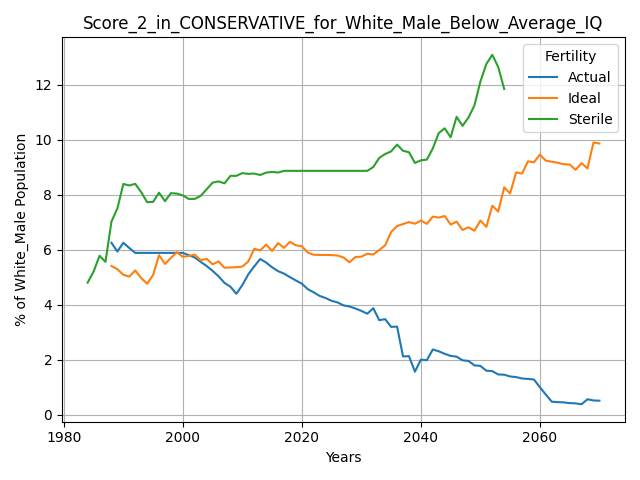 Score_2_in_CONSERVATIVE_for_White_Male_Below_Average_IQ
% of White_Male Population
12
10
8
6
4
2
0
1980
2000
2020
2040
2060
Years
Fertility
Actual
Ideal
Sterile